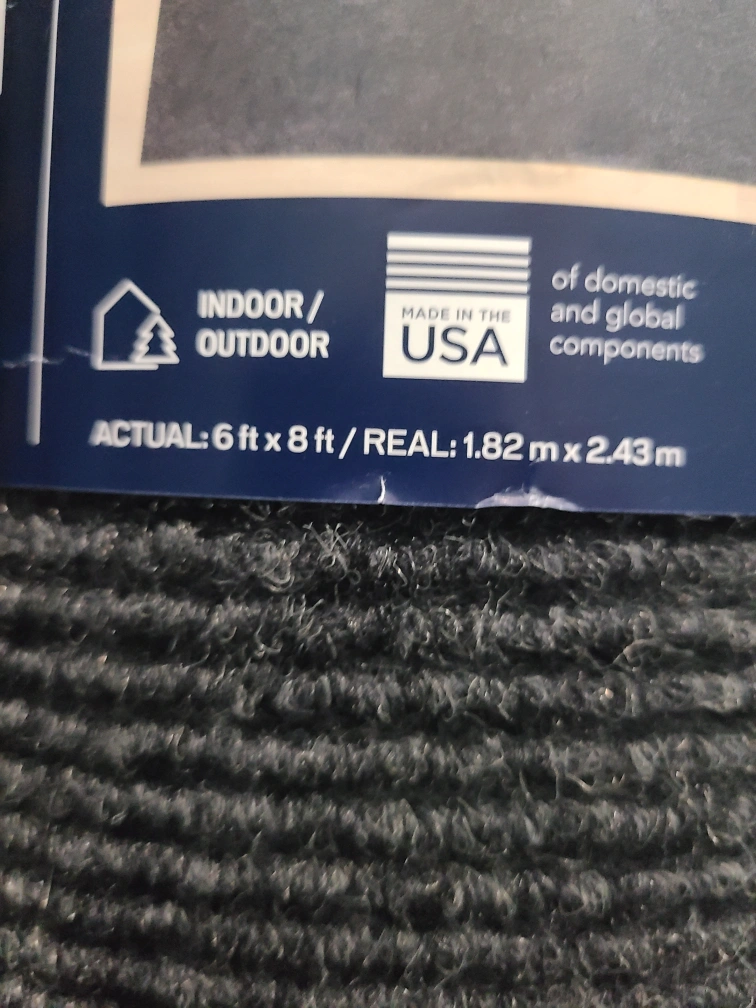 INDOOR /
OUTDOOR
MADE IN THE
USA
of domestic
and global
components
ACTUAL: 6 ft x 8 ft / REAL: 1.82 m x 2.43 m